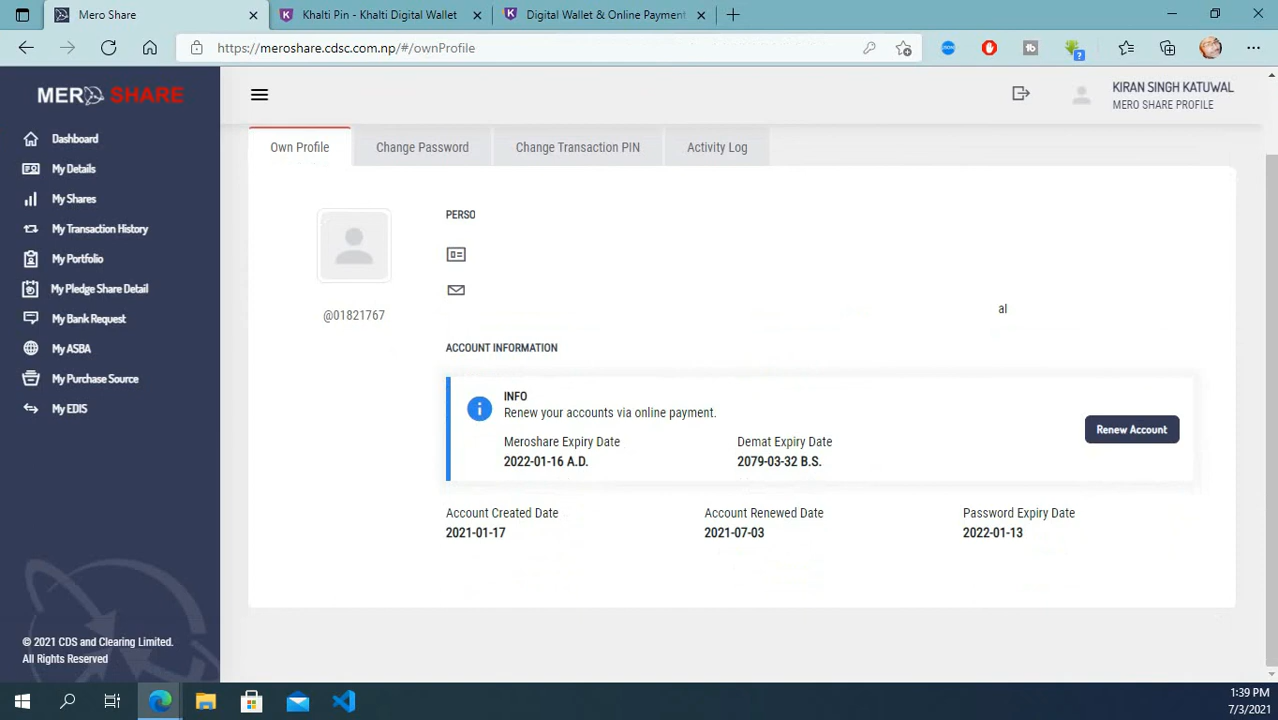 Mero Share
Khalti Pin - Khalti Digital Wallet
Digital Wallet & Online Payment
https://meroshare.cdsc.com.np/#/ownProfile
MERO SHARE
KIRAN SINGH KATUWAL
MERO SHARE PROFILE
Dashboard
My Details
My Shares
My Transaction History
My Portfolio
My Pledge Share Detail
My Bank Request
My ASBA
My Purchase Source
My EDIS
Own Profile
Change Password
Change Transaction PIN
Activity Log
PERSO
@01821767
al
ACCOUNT INFORMATION
INFO
Renew your accounts via online payment.
Meroshare Expiry Date
Demat Expiry Date
2022-01-16 A.D.
2079-03-32 B.S.
Renew Account
Account Created Date
Account Renewed Date
Password Expiry Date
2021-01-17
2021-07-03
2022-01-13
© 2021 CDS and Clearing Limited.
All Rights Reserved
1:39 PM
7/3/2021